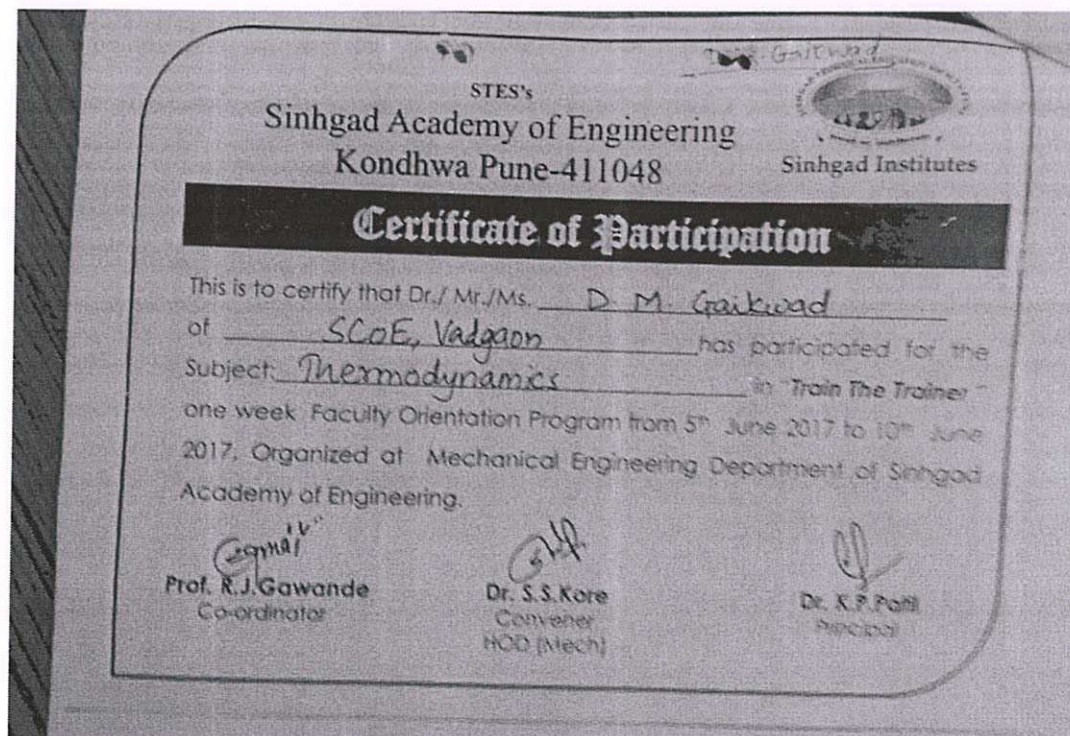 Gaikwad
STES's
Sinhgad Academy of Engineering
Kondhwa Pune-411048
Sinhgad Institutes
Certificate of Participation
This is to certify that Dr./ Mr./Ms. D. M. Gaikwad
of SCoE, Vadgaon has participated for the
Subject: Thermodynamics in "Train The Trainer"
one week Faculty Orientation Program from 5th June 2017 to 10th June
2017, Organized at Mechanical Engineering Department of Sinhgad
Academy of Engineering.
Prof. R.J.Gawande
Co-ordinator
Dr. S.S.Kore
Convener
HOD (Mech)
Dr. K.P.Patil
Principal